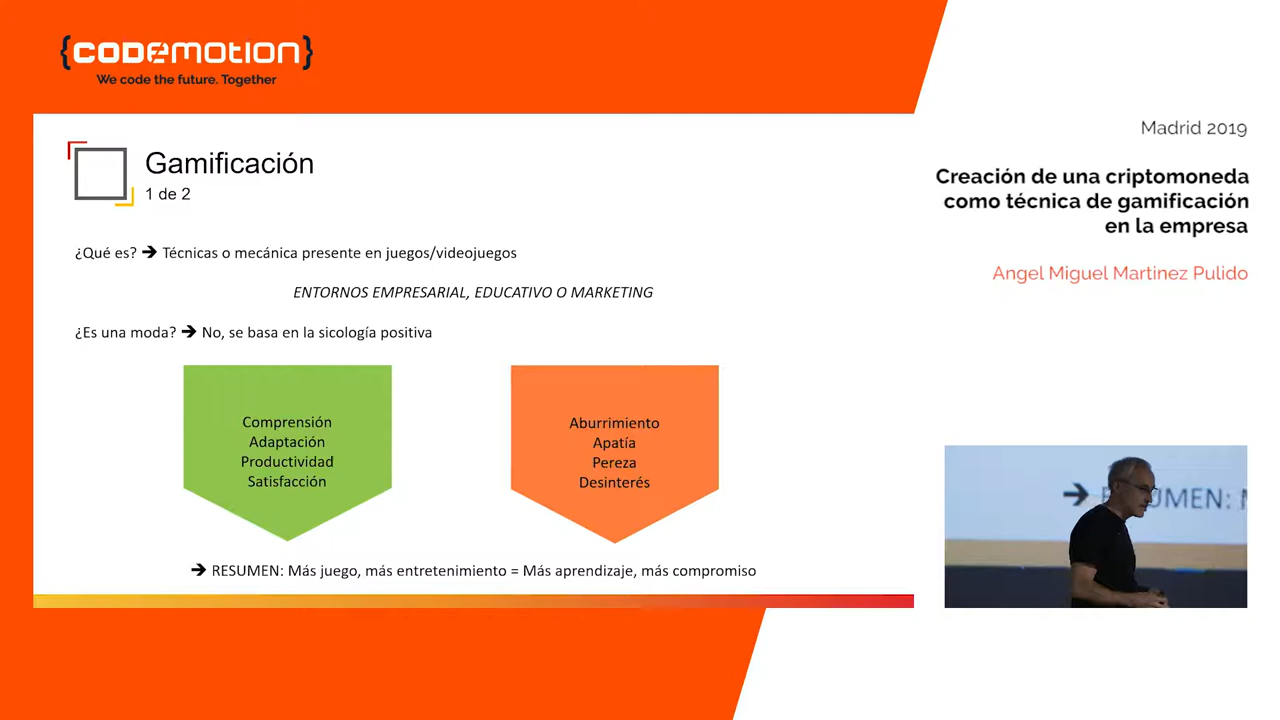 {CODEMOTION}
We code the future. Together
Gamificación
1 de 2
¿Qué es? ➔ Técnicas o mecánica presente en juegos/videojuegos
ENTORNOS EMPRESARIAL, EDUCATIVO O MARKETING
¿Es una moda? ➔ No, se basa en la sicología positiva
Comprensión
Adaptación
Productividad
Satisfacción
Aburrimiento
Apatía
Pereza
Desinterés
➔ RESUMEN: Más juego, más entretenimiento = Más aprendizaje, más compromiso
Madrid 2019
Creación de una criptomoneda
como técnica de gamificación
en la empresa
Angel Miguel Martinez Pulido
➔ RESUMEN: M